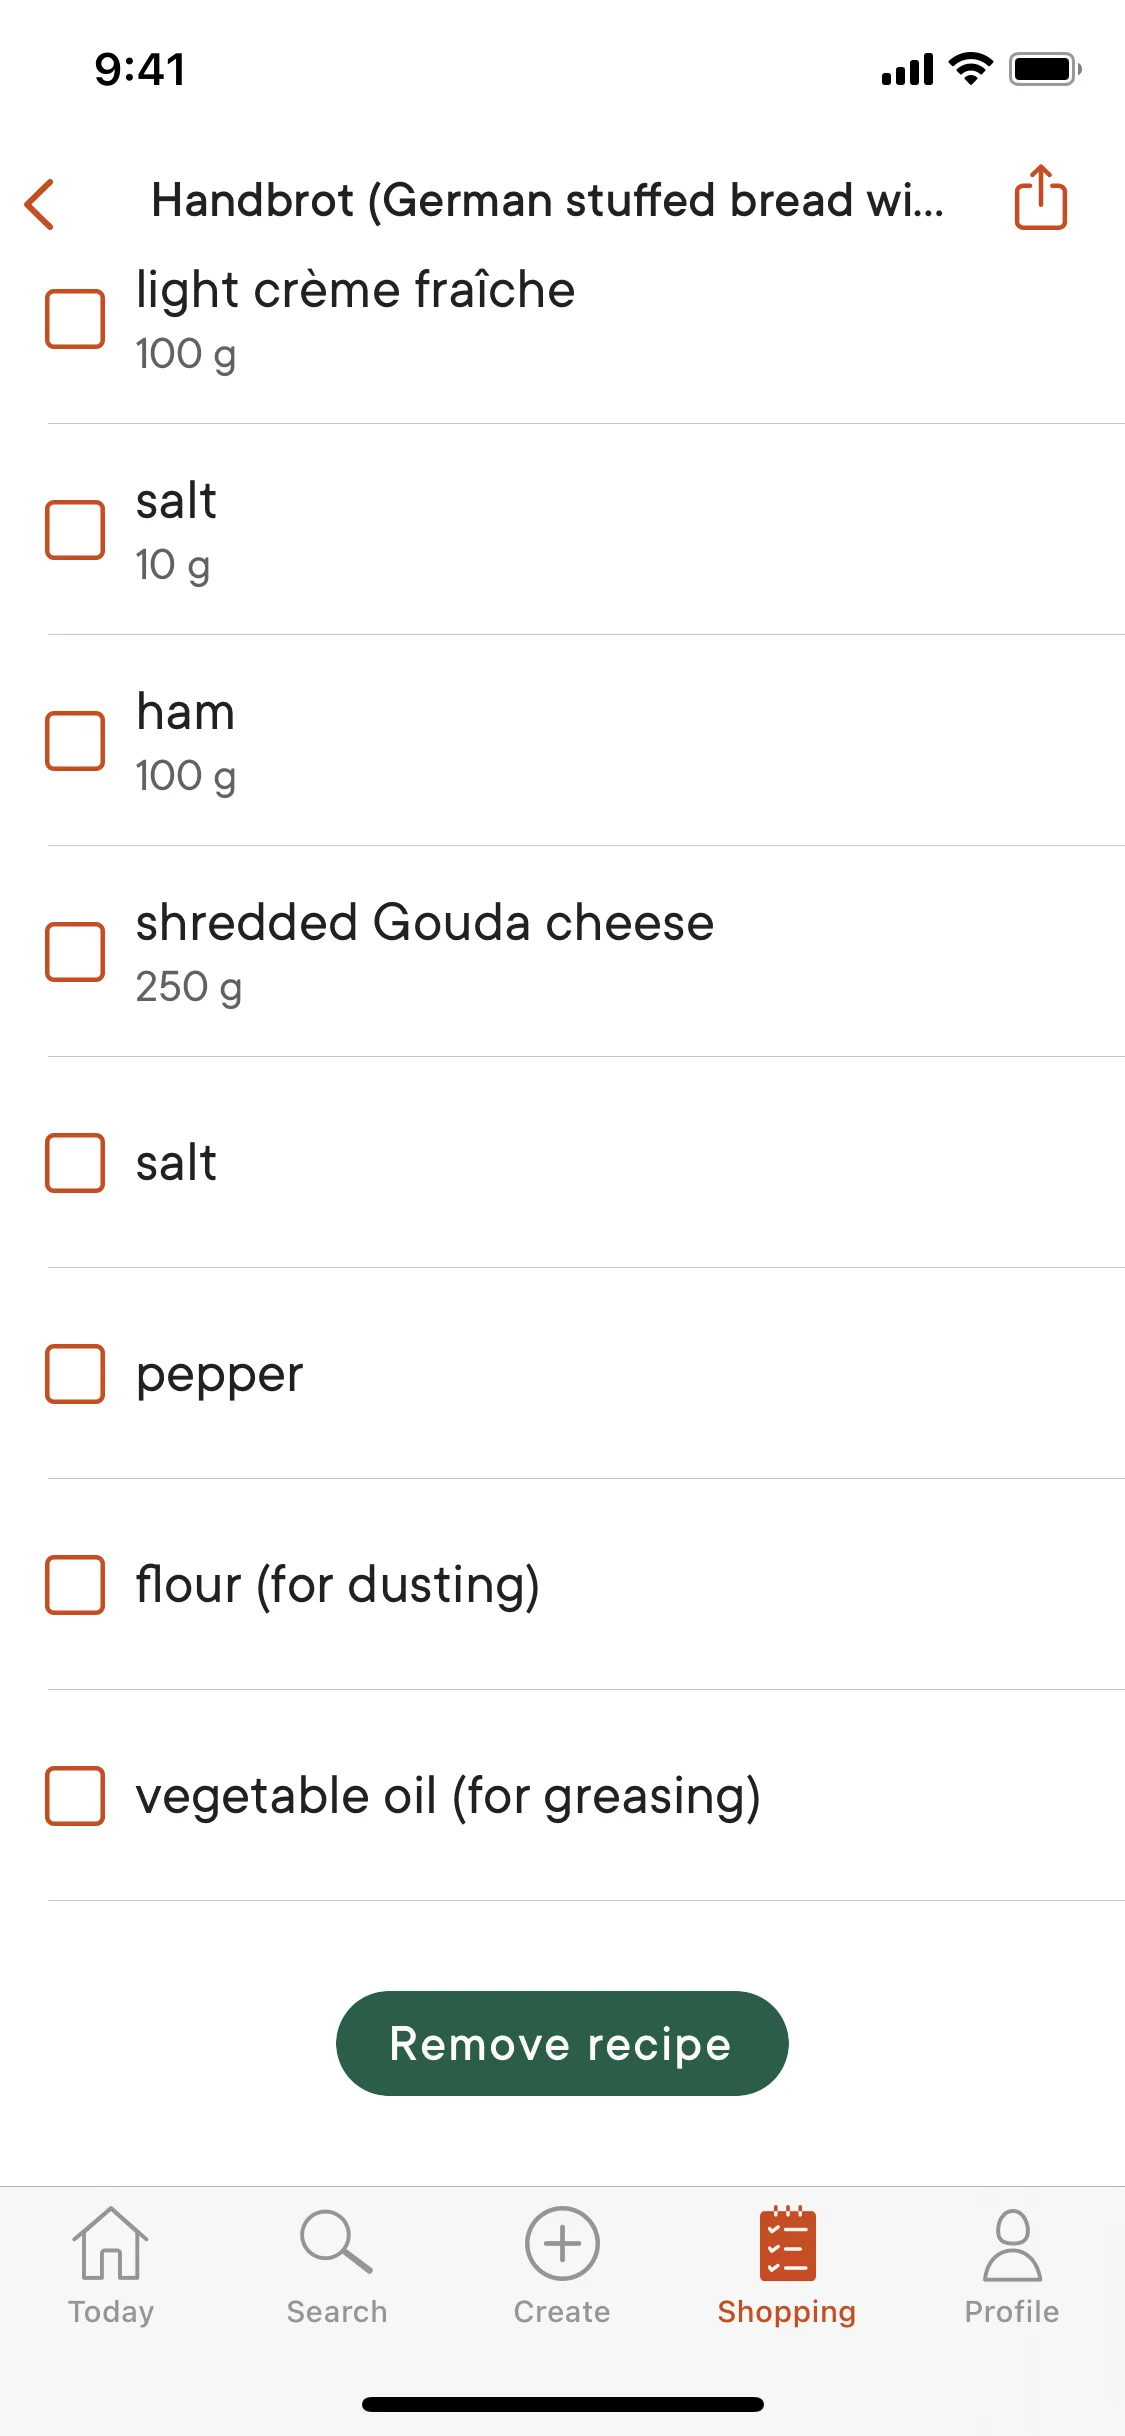 9:41
Handbrot (German stuffed bread wi...
light crème fraîche
100 g
salt
10 g
ham
100 g
shredded Gouda cheese
250 g
salt
pepper
flour (for dusting)
vegetable oil (for greasing)
Remove recipe
Today
Search
Create
Shopping
Profile